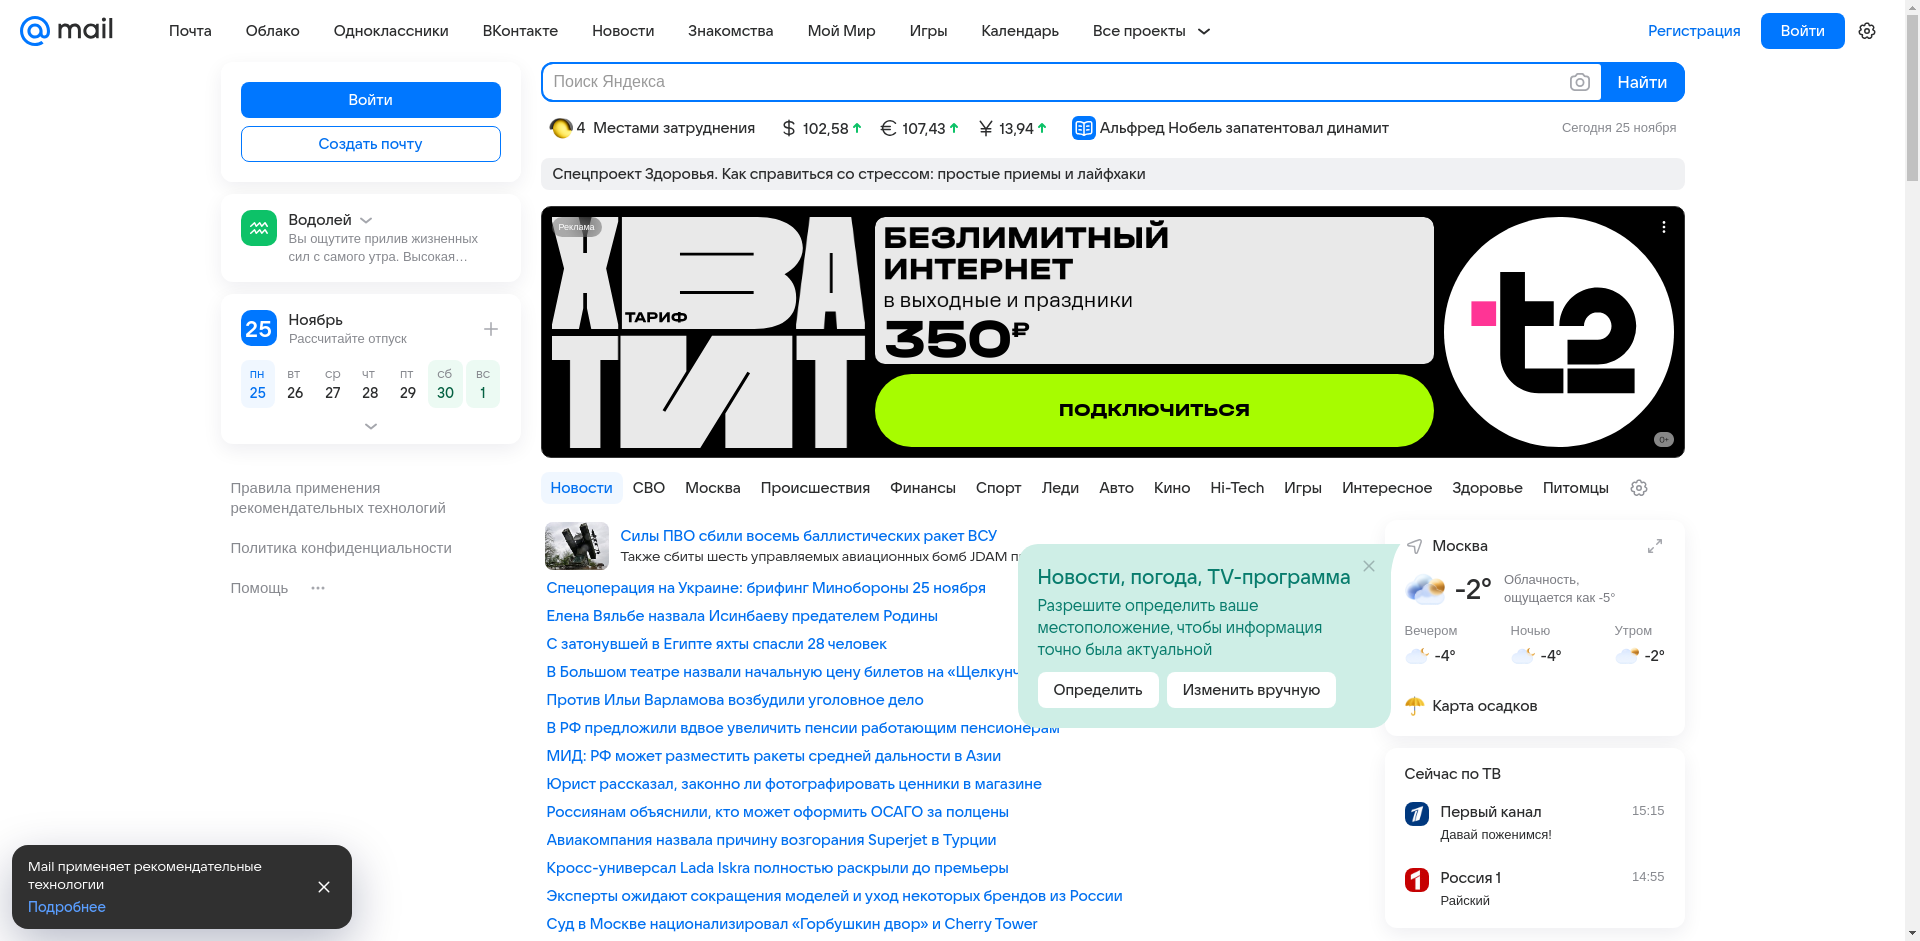 mail
Почта Облако Одноклассники ВКонтакте Новости Знакомства Мой Мир Игры Календарь Все проекты
Регистрация
Войти
Войти
Создать почту
Поиск Яндекса
Найти
4 Местами затруднения
$ 102,58
€ 107,43
¥ 13,94
Альфред Нобель запатентовал динамит
Сегодня 25 ноября
Спецпроект Здоровья. Как справиться со стрессом: простые приемы и лайфхаки
Водолей
Вы ощутите прилив жизненных
сил с самого утра. Высокая…
25
Ноябрь
Рассчитайте отпуск
пн вт ср чт пт сб вс
25 26 27 28 29 30 1
Правила применения
рекомендательных технологий
Политика конфиденциальности
Помощь
Реклама
ХВА
ТИТ
ТАРИФ
БЕЗЛИМИТНЫЙ
ИНТЕРНЕТ
в выходные и праздники
350₽
ПОДКЛЮЧИТЬСЯ
t2
0+
Новости СВО Москва Происшествия Финансы Спорт Леди Авто Кино Hi-Tech Игры Интересное Здоровье Питомцы
Силы ПВО сбили восемь баллистических ракет ВСУ
Также сбиты шесть управляемых авиационных бомб JDAM
Спецоперация на Украине: брифинг Минобороны 25 ноября
Елена Вяльбе назвала Исинбаеву предателем Родины
С затонувшей в Египте яхты спасли 28 человек
В Большом театре назвали начальную цену билетов на «Щелкунч
Против Ильи Варламова возбудили уголовное дело
В РФ предложили вдвое увеличить пенсии работающим пенсионерам
МИД: РФ может разместить ракеты средней дальности в Азии
Юрист рассказал, законно ли фотографировать ценники в магазине
Россиянам объяснили, кто может оформить ОСАГО за полцены
Авиакомпания назвала причину возгорания Superjet в Турции
Кросс-универсал Lada Iskra полностью раскрыли до премьеры
Эксперты ожидают сокращения моделей и уход некоторых брендов из России
Суд в Москве национализировал «Горбушкин двор» и Cherry Tower
Новости, погода, TV-программа
Разрешите определить ваше
местоположение, чтобы информация
точно была актуальной
Определить
Изменить вручную
Москва
-2°
Облачность,
ощущается как -5°
Вечером Ночью Утром
-4° -4° -2°
Карта осадков
Сейчас по ТВ
Первый канал 15:15
Давай поженимся!
Россия 1 14:55
Райский
Mail применяет рекомендательные
технологии
Подробнее